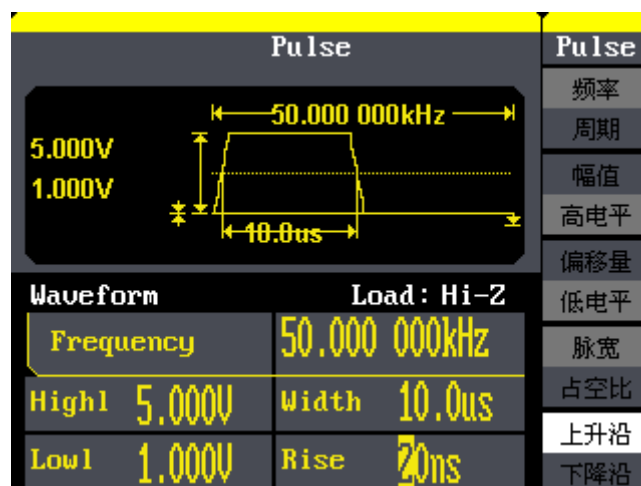 Pulse
Pulse
频率
周期
50.000 000kHz
5.000V
1.000V
10.0us
幅值
高电平
偏移量
低电平
Waveform
Load: Hi-Z
Frequency
50.000 000kHz
脉宽
占空比
Highl
5.000V
Width
10.0us
上升沿
下降沿
Lowl
1.000V
Rise
20ns